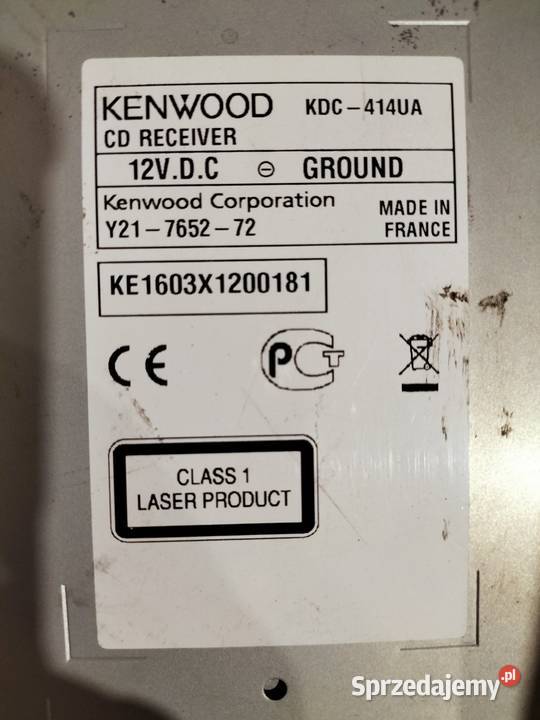 KENWOOD KDC-414UA
CD RECEIVER
12V.D.C ⊖ GROUND
Kenwood Corporation
Y21-7652-72
MADE IN
FRANCE
KE1603X1200181
CE
PCT
CLASS 1
LASER PRODUCT
Sprzedajemy.pl